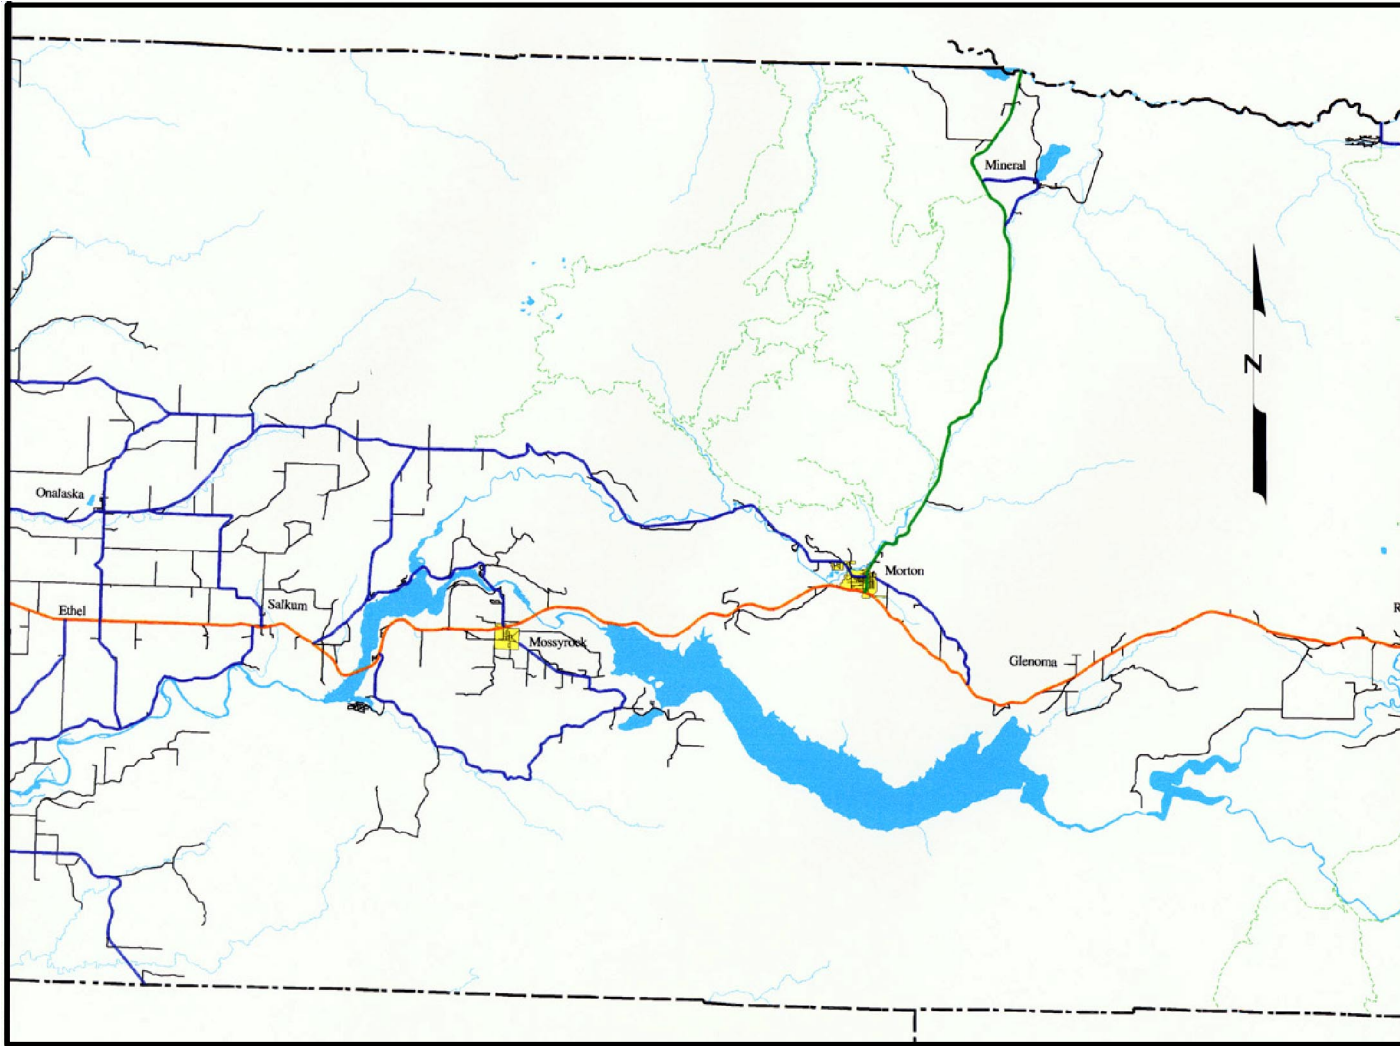 Mineral
N
Onalaska
Morton
Ethel
Salkum
Mossyrock
Glenoma
R